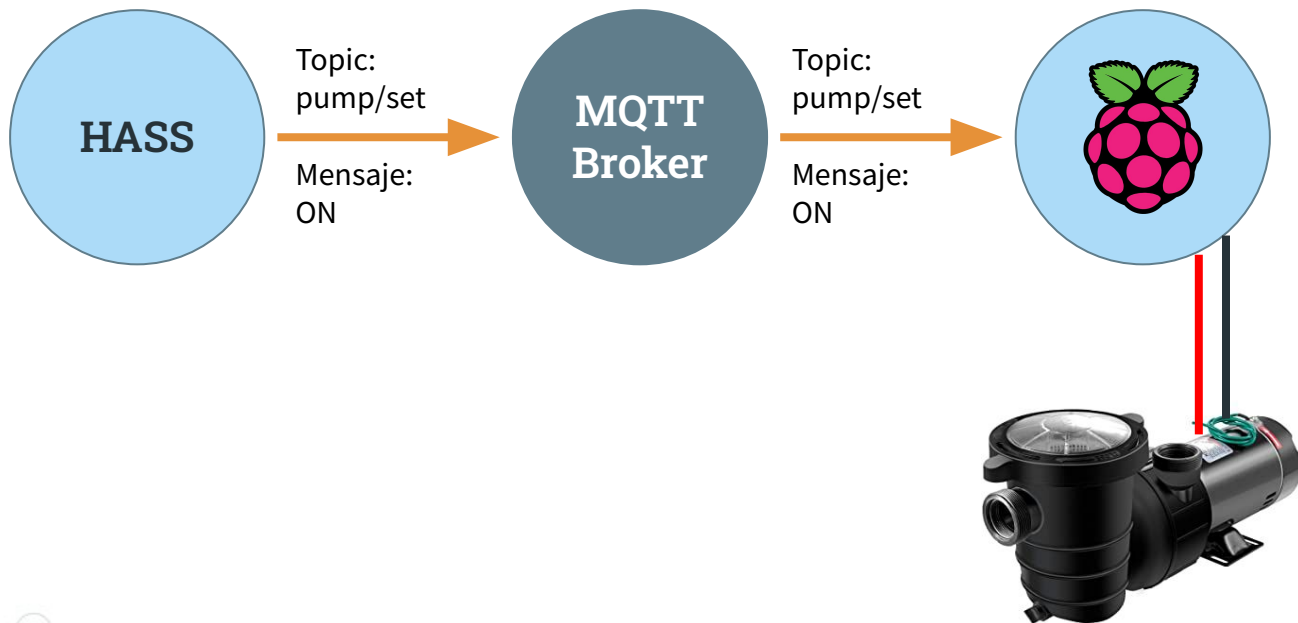 HASS
Topic:
pump/set
Mensaje:
ON
MQTT
Broker
Topic:
pump/set
Mensaje:
ON